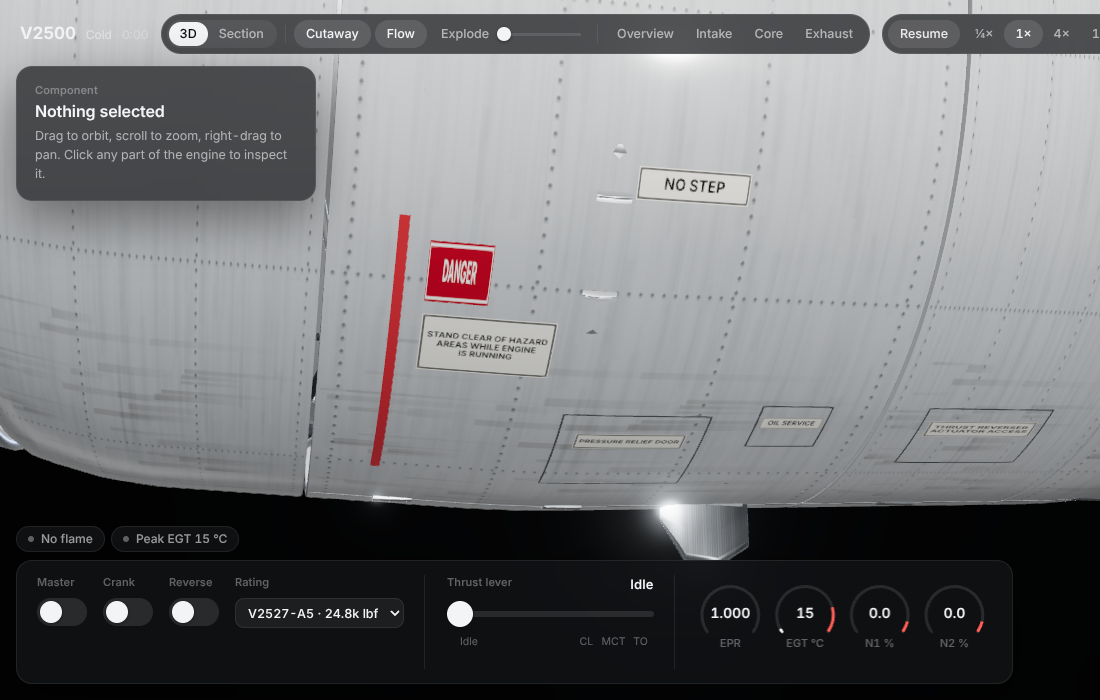 V2500 Cold · 0:00 3D Section Cutaway Flow Explode Overview Intake Core Exhaust Resume ¼× 1× 4× 1
Component
Nothing selected
Drag to orbit, scroll to zoom, right-drag to
pan. Click any part of the engine to inspect
it.
NO STEP
DANGER
STAND CLEAR OF HAZARD
AREAS WHILE ENGINE
IS RUNNING
PRESSURE RELIEF DOOR
OIL SERVICE
THRUST REVERSER
ACTUATOR ACCESS
No flame Peak EGT 15 °C
Master Crank Reverse Rating
V2527-A5 · 24.8k lbf
Thrust lever Idle
Idle CL MCT TO
1.000 15 0.0 0.0
EPR EGT °C N1 % N2 %